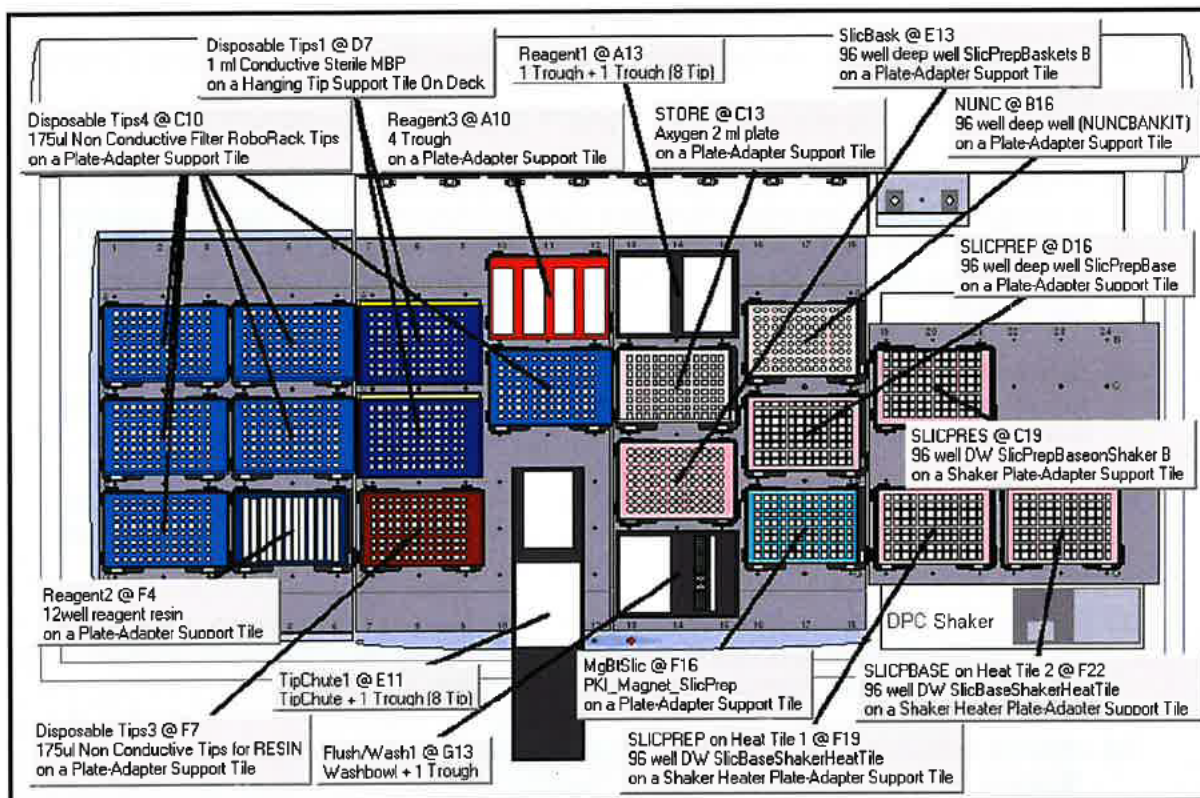 Disposable Tips1 @ D7
1 ml Conductive Sterile MBP
on a Hanging Tip Support Tile On Deck
Reagent1 @ A13
1 Trough + 1 Trough (8 Tip)
SlicBask @ E13
96 well deep well SlicPrepBaskets B
on a Plate-Adapter Support Tile
Disposable Tips4 @ C10
175ul Non Conductive Filter RoboRack Tips
on a Plate-Adapter Support Tile
Reagent3 @ A10
4 Trough
on a Plate-Adapter Support Tile
STORE @ C13
Axygen 2 ml plate
on a Plate-Adapter Support Tile
NUNC @ B16
96 well deep well (NUNCBANKIT)
on a Plate-Adapter Support Tile
SLICPREP @ D16
96 well deep well SlicPrepBase
on a Plate-Adapter Support Tile
SLICPRES @ C19
96 well DW SlicPrepBaseonShaker B
on a Shaker Plate-Adapter Support Tile
Reagent2 @ F4
12well reagent resin
on a Plate-Adapter Support Tile
DPC Shaker
TipChute1 @ E11
TipChute + 1 Trough (8 Tip)
MgBtSlic @ F16
PKI_Magnet_SlicPrep
on a Plate-Adapter Support Tile
SLICPBASE on Heat Tile 2 @ F22
96 well DW SlicBaseShakerHeatTile
on a Shaker Heater Plate-Adapter Support Tile
Disposable Tips3 @ F7
175ul Non Conductive Tips for RESIN
on a Plate-Adapter Support Tile
Flush/Wash1 @ G13
Washbowl + 1 Trough
SLICPREP on Heat Tile 1 @ F19
96 well DW SlicBaseShakerHeatTile
on a Shaker Heater Plate-Adapter Support Tile